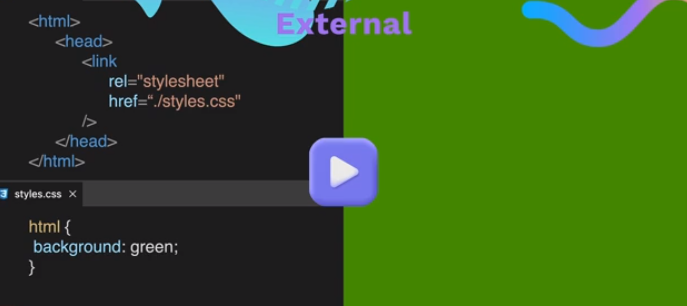 External
<html>
<head>
<link
rel="stylesheet"
href=“./styles.css"
/>
</head>
</html>
styles.css ×
html {
background: green;
}